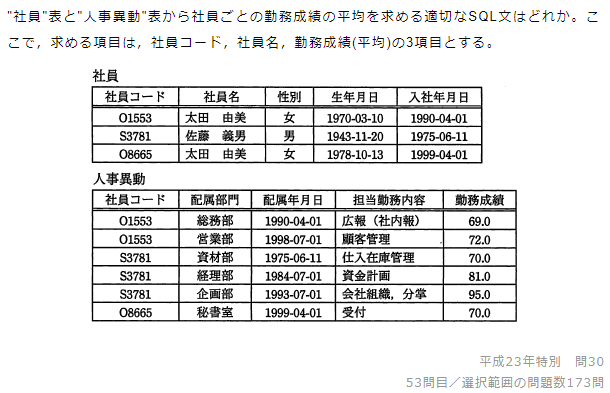 "社員"表と"人事異動"表から社員ごとの勤務成績の平均を求める適切なSQL文はどれか。こ
こで，求める項目は，社員コード，社員名，勤務成績(平均)の3項目とする。
社員
社員コード 社員名 性別 生年月日 入社年月日
O1553 太田　由美 女 1970-03-10 1990-04-01
S3781 佐藤　義男 男 1943-11-20 1975-06-11
O8665 太田　由美 女 1978-10-13 1999-04-01
人事異動
社員コード 配属部門 配属年月日 担当勤務内容 勤務成績
O1553 総務部 1990-04-01 広報（社内報） 69.0
O1553 営業部 1998-07-01 顧客管理 72.0
S3781 資材部 1975-06-11 仕入在庫管理 70.0
S3781 経理部 1984-07-01 資金計画 81.0
S3781 企画部 1993-07-01 会社組織，分掌 95.0
O8665 秘書室 1999-04-01 受付 70.0
平成23年特別　問30
53問目／選択範囲の問題数173問